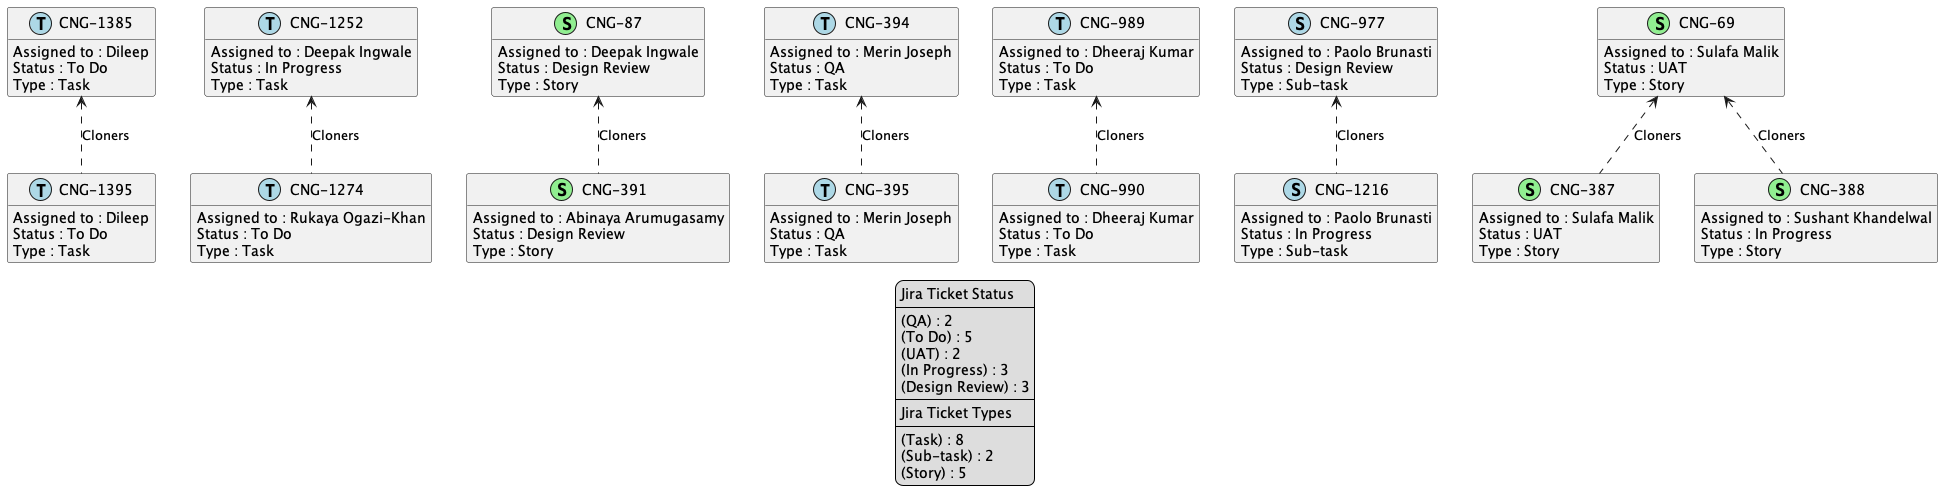 T CNG-1385
Assigned to : Dileep
Status : To Do
Type : Task
T CNG-1252
Assigned to : Deepak Ingwale
Status : In Progress
Type : Task
S CNG-87
Assigned to : Deepak Ingwale
Status : Design Review
Type : Story
T CNG-394
Assigned to : Merin Joseph
Status : QA
Type : Task
T CNG-989
Assigned to : Dheeraj Kumar
Status : To Do
Type : Task
S CNG-977
Assigned to : Paolo Brunasti
Status : Design Review
Type : Sub-task
S CNG-69
Assigned to : Sulafa Malik
Status : UAT
Type : Story
Cloners
Cloners
Cloners
Cloners
Cloners
Cloners
Cloners
Cloners
T CNG-1395
Assigned to : Dileep
Status : To Do
Type : Task
T CNG-1274
Assigned to : Rukaya Ogazi-Khan
Status : To Do
Type : Task
S CNG-391
Assigned to : Abinaya Arumugasamy
Status : Design Review
Type : Story
T CNG-395
Assigned to : Merin Joseph
Status : QA
Type : Task
T CNG-990
Assigned to : Dheeraj Kumar
Status : To Do
Type : Task
S CNG-1216
Assigned to : Paolo Brunasti
Status : In Progress
Type : Sub-task
S CNG-387
Assigned to : Sulafa Malik
Status : UAT
Type : Story
S CNG-388
Assigned to : Sushant Khandelwal
Status : In Progress
Type : Story
Jira Ticket Status
(QA) : 2
(To Do) : 5
(UAT) : 2
(In Progress) : 3
(Design Review) : 3
Jira Ticket Types
(Task) : 8
(Sub-task) : 2
(Story) : 5